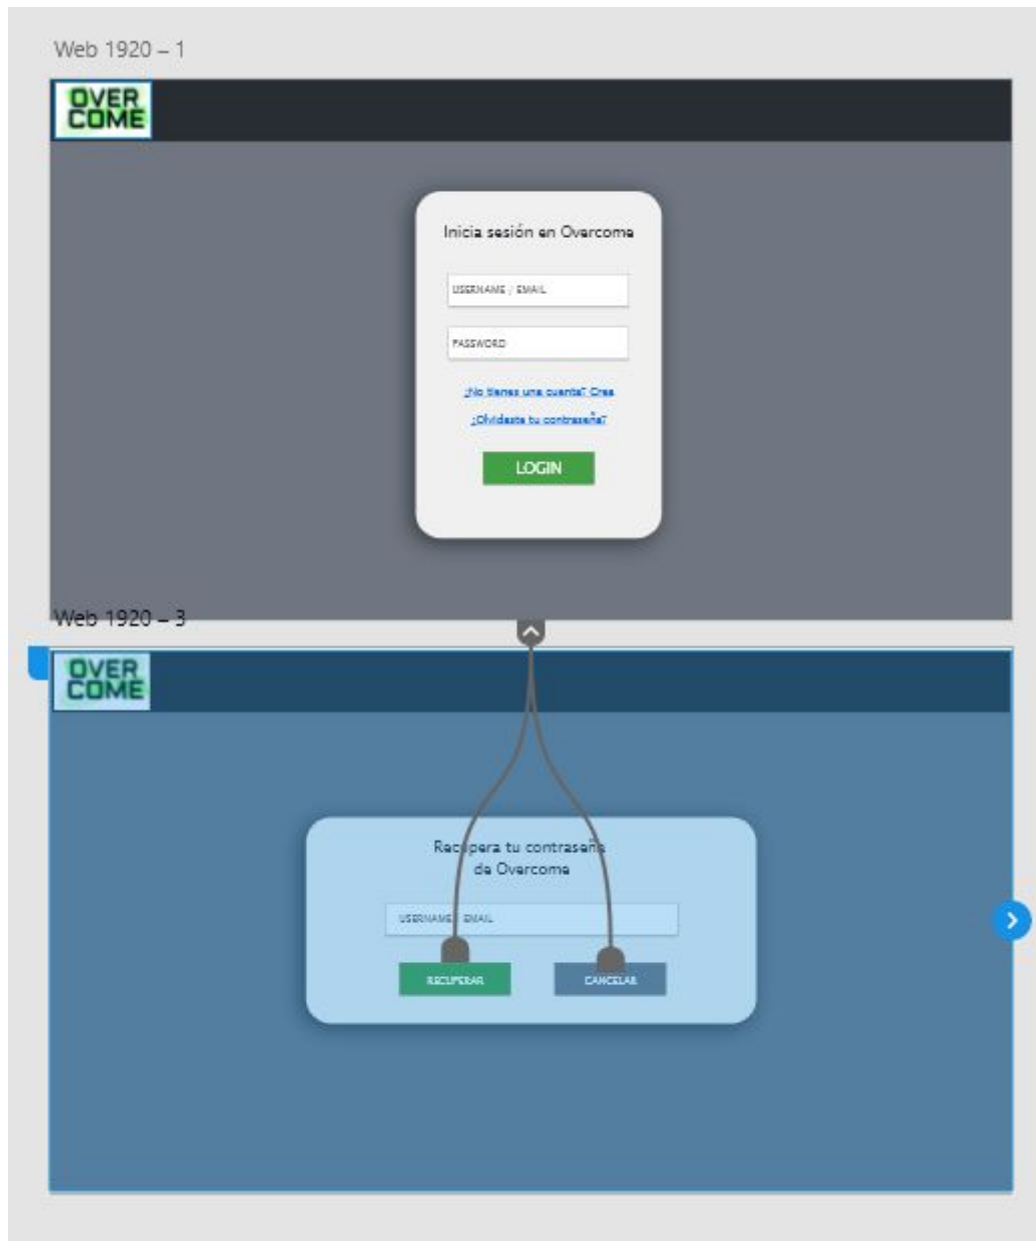 Web 1920 – 1
OVER
COME
Inicia sesión en Overcome
USERNAME / EMAIL
PASSWORD
¿No tienes una cuenta? Crea
¿Olvidaste tu contraseña?
LOGIN
Web 1920 – 3
OVER
COME
Recupera tu contraseña
de Overcome
USERNAME / EMAIL
RECUPERAR
CANCELAR